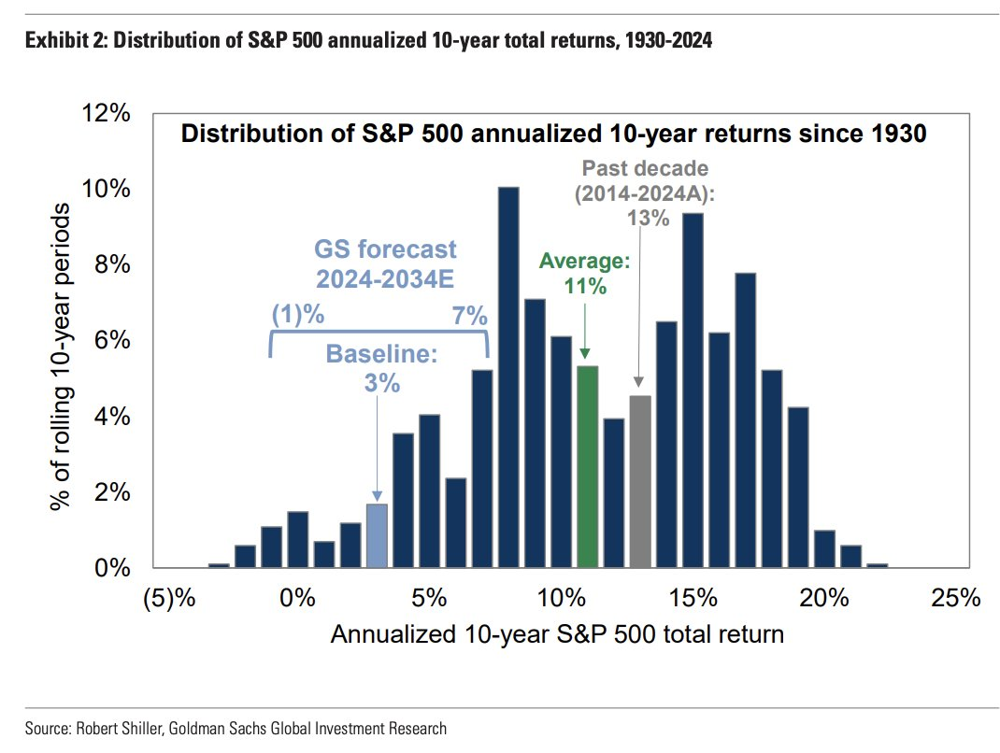 Exhibit 2: Distribution of S&P 500 annualized 10-year total returns, 1930-2024
Distribution of S&P 500 annualized 10-year returns since 1930
Past decade
(2014-2024A):
13%
GS forecast
2024-2034E
(1)%
7%
Baseline:
3%
Average:
11%
% of rolling 10-year periods
12%
10%
8%
6%
4%
2%
0%
(5)%
0%
5%
10%
15%
20%
25%
Annualized 10-year S&P 500 total return
Source: Robert Shiller, Goldman Sachs Global Investment Research